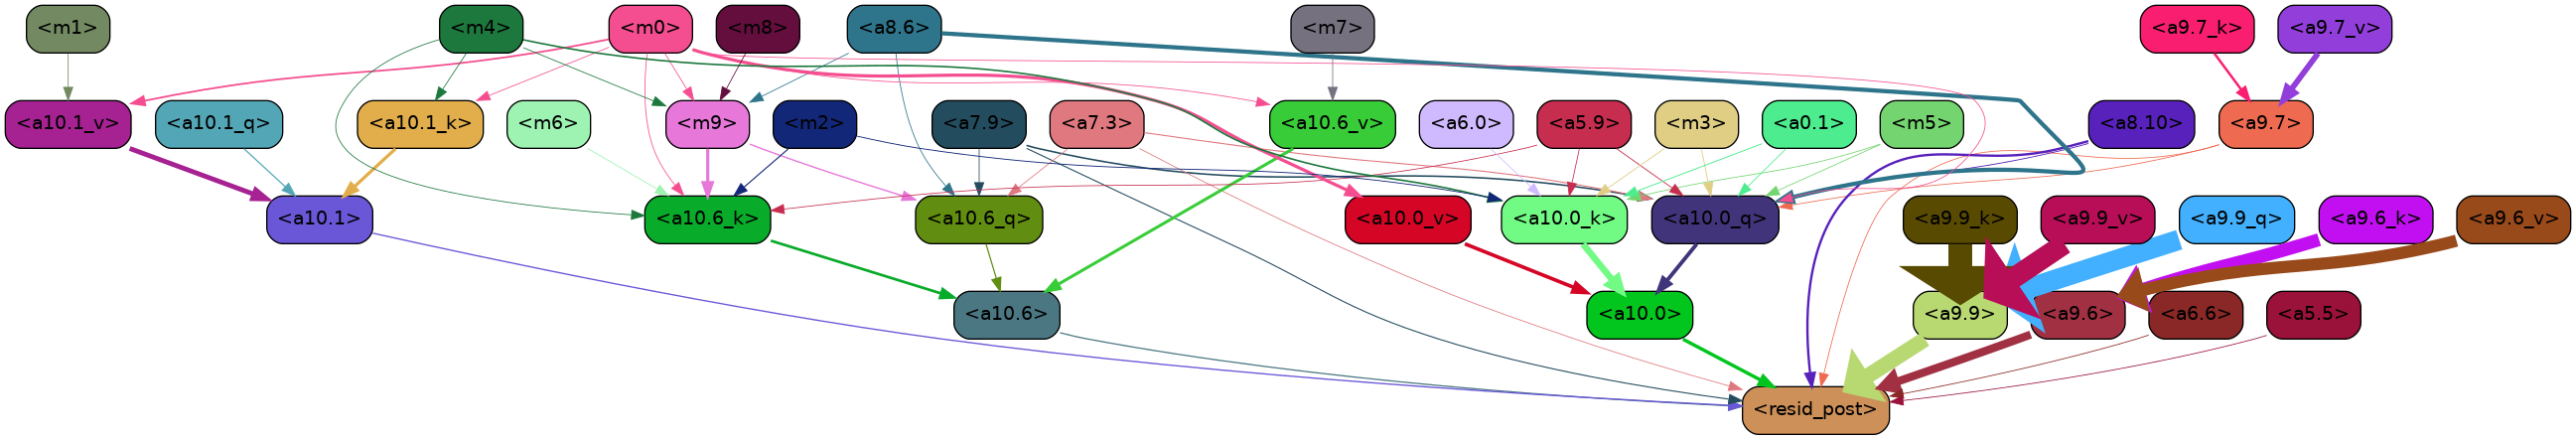 <m1>
<m4>
<m0>
<m8>
<a8.6>
<m7>
<a9.7_k>
<a9.7_v>
<a10.1_v>
<a10.1_q>
<a10.1_k>
<m6>
<m9>
<m2>
<a7.9>
<a7.3>
<a10.6_v>
<a6.0>
<a5.9>
<m3>
<a0.1>
<m5>
<a8.10>
<a9.7>
<a10.1>
<a10.6_k>
<a10.6_q>
<a10.0_v>
<a10.0_k>
<a10.0_q>
<a9.9_k>
<a9.9_v>
<a9.9_q>
<a9.6_k>
<a9.6_v>
<a10.6>
<a10.0>
<a9.9>
<a9.6>
<a6.6>
<a5.5>
<resid_post>